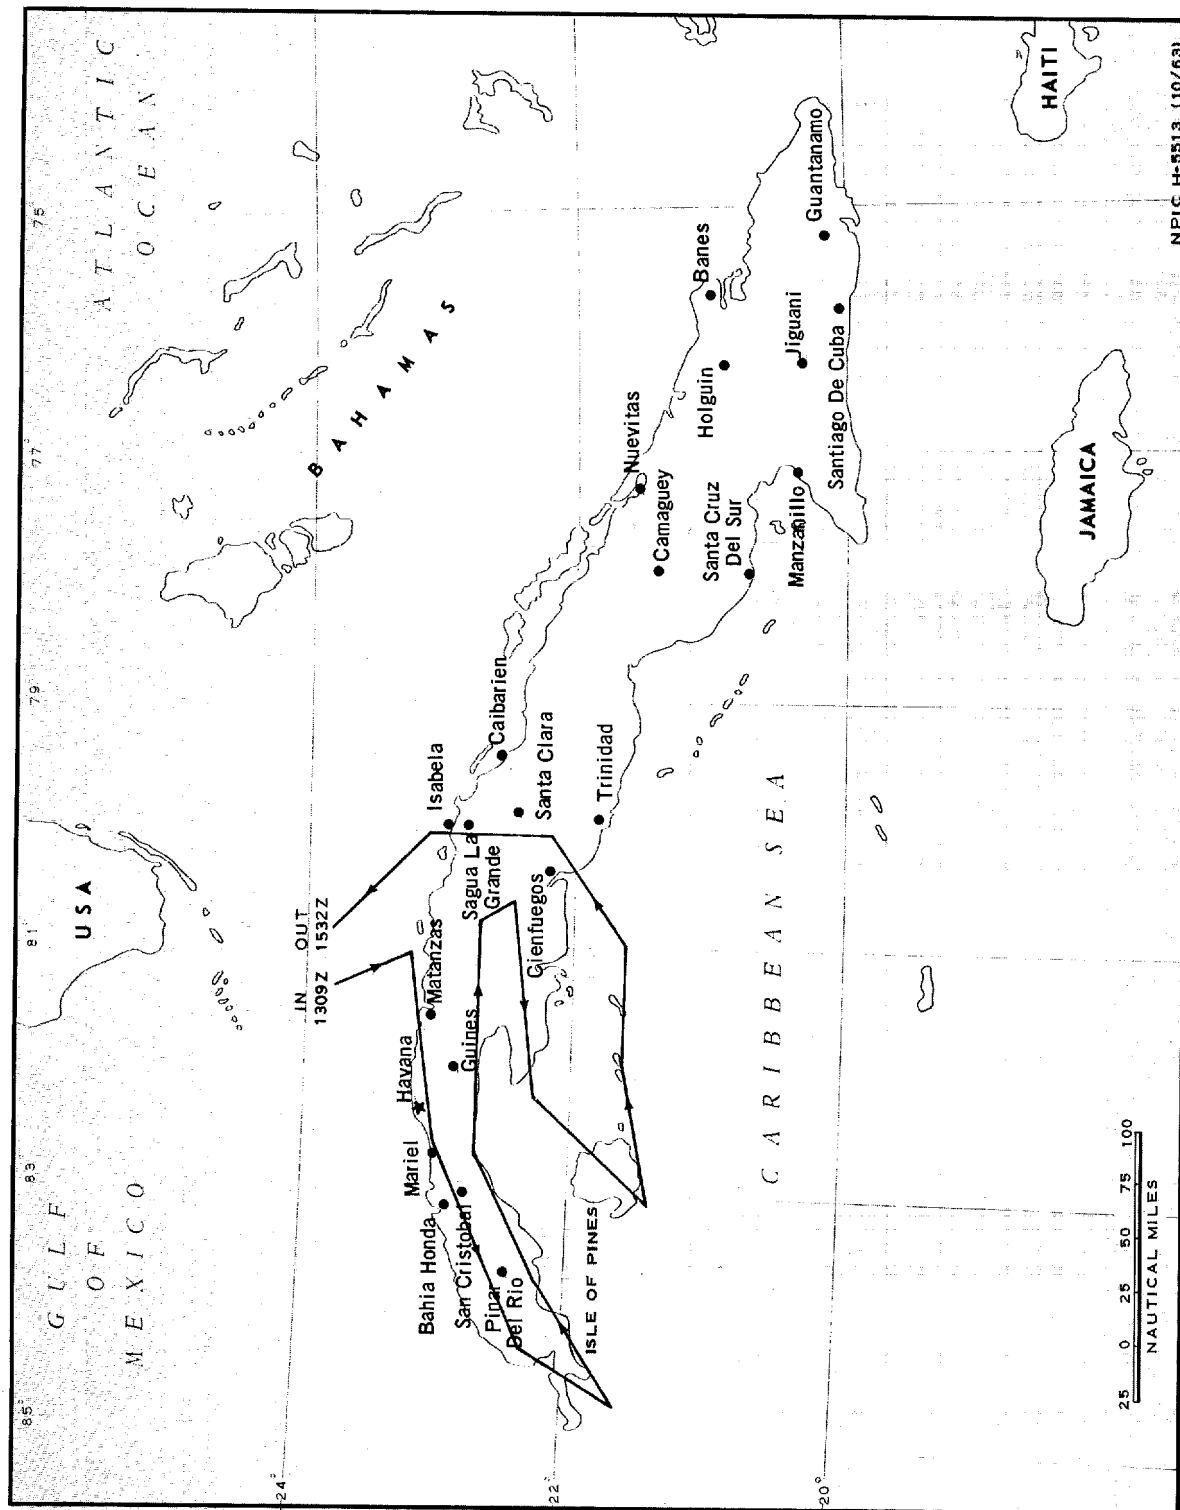 GULF
OF
MEXICO
ATLANTIC
OCEAN
USA
BAHAMAS
85°
83
81
79
77
75
24°
22°
20°
IN
1309Z
OUT
1532Z
Havana
Mariel
Bahia Honda
San Cristobal
Pinar
Del Rio
Guines
Matanzas
Isabela
Sagua La
Grande
Cienfuegos
Caibarien
Santa Clara
Trinidad
Nuevitas
Camaguey
Santa Cruz
Del Sur
Manzanillo
Holguin
Banes
Jiguani
Santiago De Cuba
Guantanamo
ISLE OF PINES
CARIBBEAN SEA
JAMAICA
HAITI
25 0 25 50 75 100
NAUTICAL MILES
NPIC H-5513 (10/63)